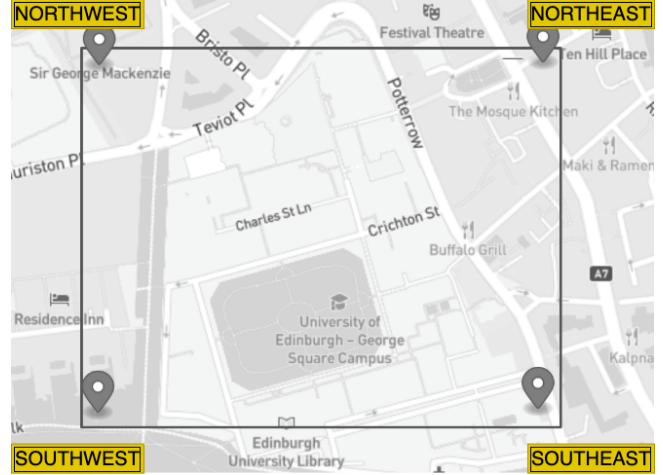 NORTHWEST
NORTHEAST
Festival Theatre
Bristo Pl
Ten Hill Place
Sir George Mackenzie
Potterrow
The Mosque Kitchen
Teviot Pl
uriston Pl
Maki & Ramen
Charles St Ln
Crichton St
Buffalo Grill
A7
Residence Inn
University of
Edinburgh – George
Square Campus
Kalpna
lk
Edinburgh
University Library
SOUTHWEST
SOUTHEAST